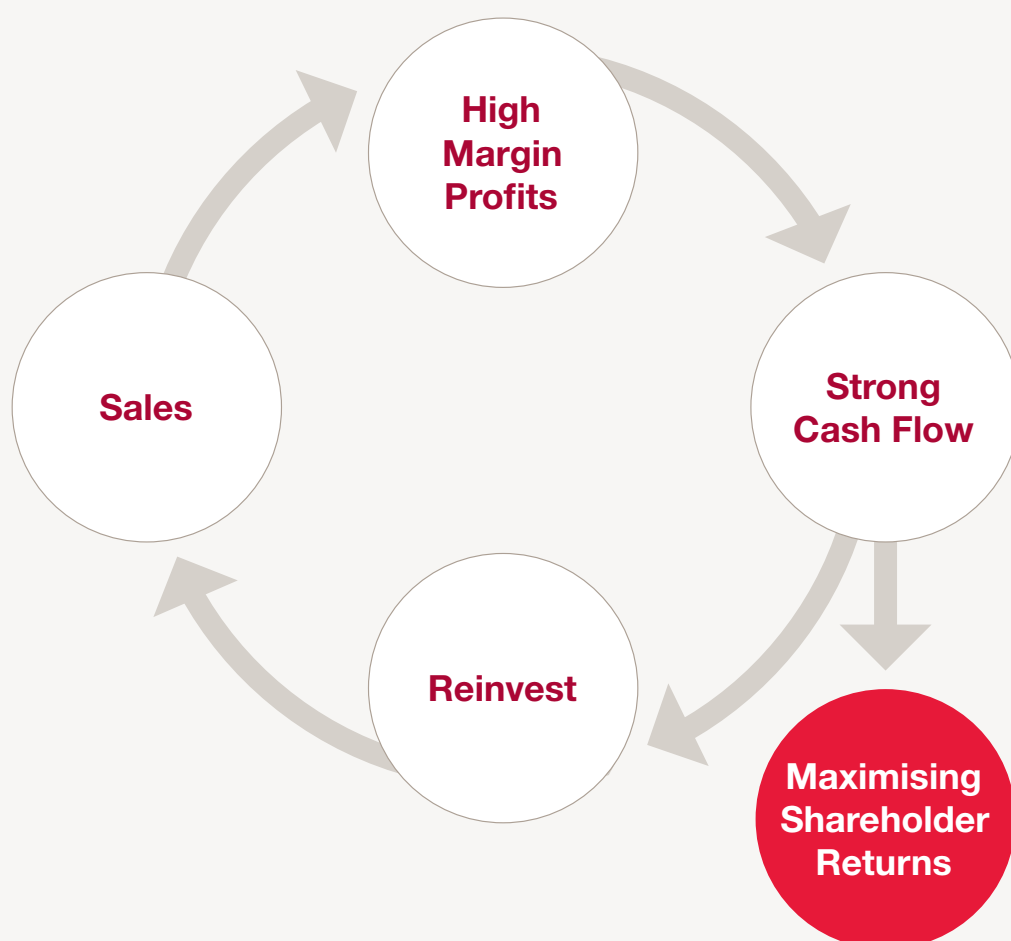 High
Margin
Profits
Strong
Cash Flow
Sales
Reinvest
Maximising
Shareholder
Returns